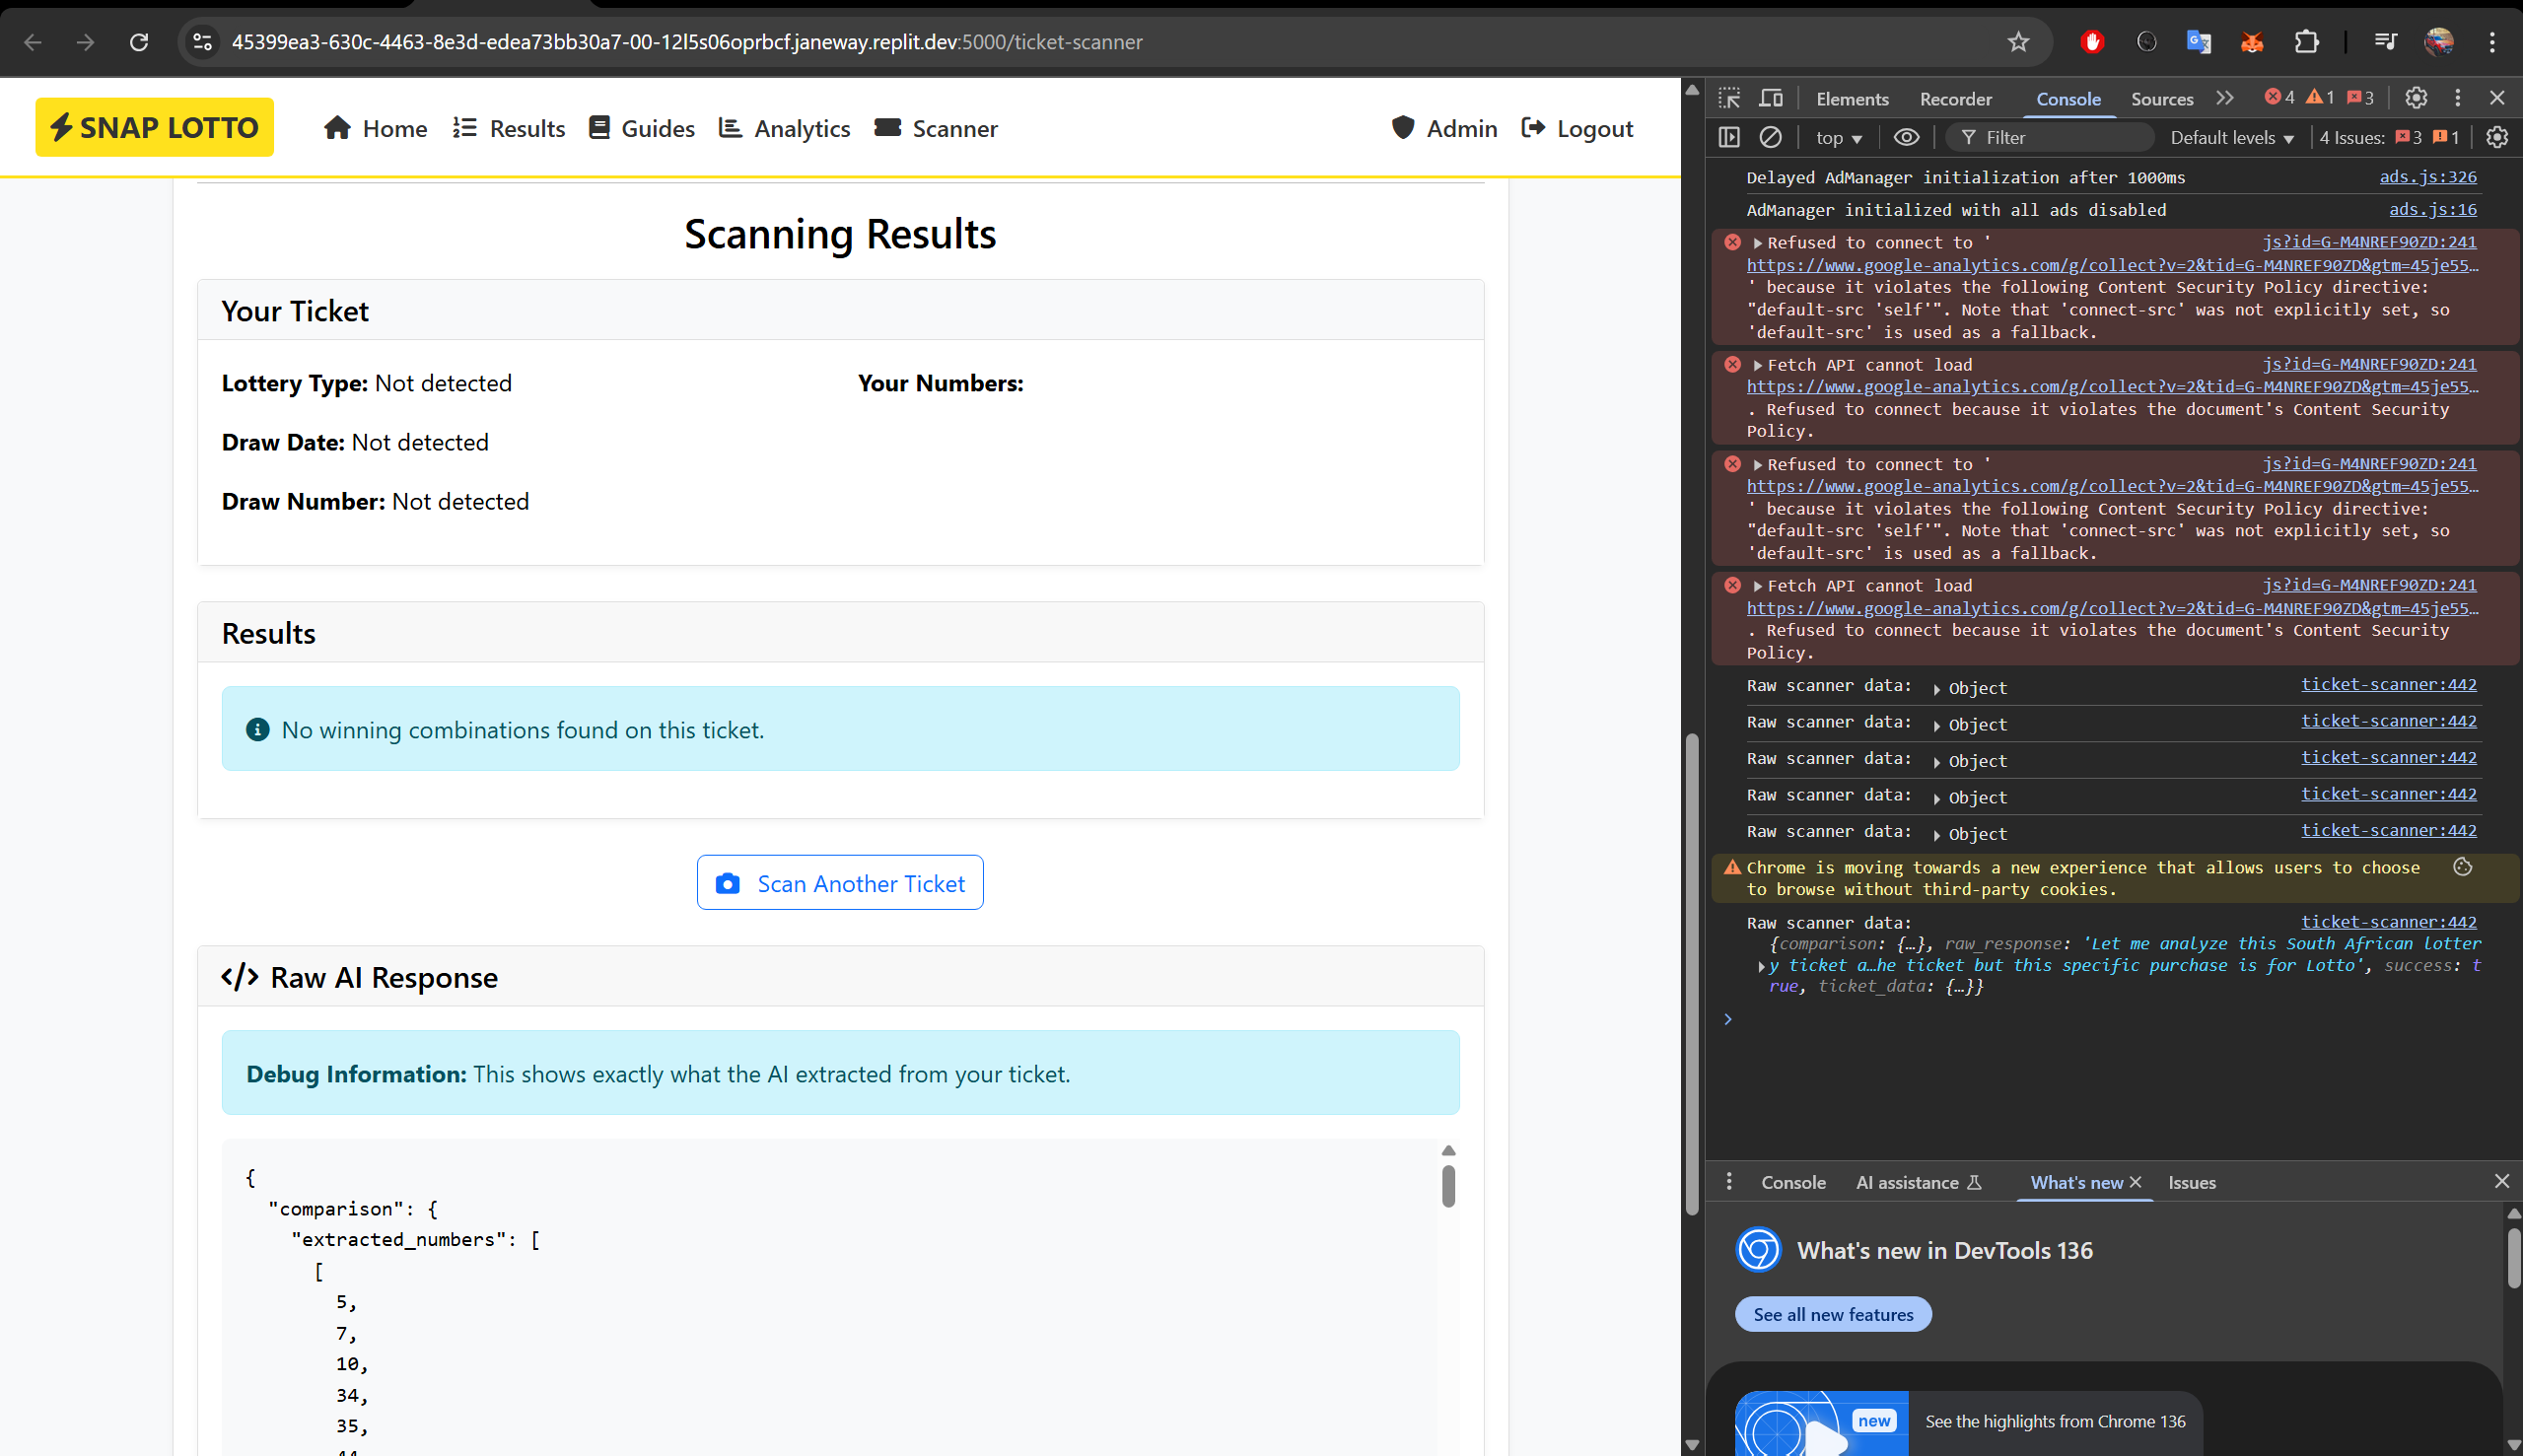 45399ea3-630c-4463-8e3d-edea73bb30a7-00-12l5s06oprbcf.janeway.replit.dev:5000/ticket-scanner
SNAP LOTTO
Home
Results
Guides
Analytics
Scanner
Admin
Logout
Scanning Results
Your Ticket
Lottery Type: Not detected
Your Numbers:
Draw Date: Not detected
Draw Number: Not detected
Results
No winning combinations found on this ticket.
Scan Another Ticket
</> Raw AI Response
Debug Information: This shows exactly what the AI extracted from your ticket.
{
"comparison": {
"extracted_numbers": [
[
5,
7,
10,
34,
35,
Elements
Recorder
Console
Sources
4
1
3
top
Filter
Default levels
4 Issues:
3
1
Delayed AdManager initialization after 1000ms ads.js:326
AdManager initialized with all ads disabled ads.js:16
Refused to connect to ' js?id=G-M4NREF90ZD:241
https://www.google-analytics.com/g/collect?v=2&tid=G-M4NREF90ZD&gtm=45je55…
' because it violates the following Content Security Policy directive:
"default-src 'self'". Note that 'connect-src' was not explicitly set, so
'default-src' is used as a fallback.
Fetch API cannot load js?id=G-M4NREF90ZD:241
https://www.google-analytics.com/g/collect?v=2&tid=G-M4NREF90ZD&gtm=45je55…
. Refused to connect because it violates the document's Content Security
Policy.
Refused to connect to ' js?id=G-M4NREF90ZD:241
https://www.google-analytics.com/g/collect?v=2&tid=G-M4NREF90ZD&gtm=45je55…
' because it violates the following Content Security Policy directive:
"default-src 'self'". Note that 'connect-src' was not explicitly set, so
'default-src' is used as a fallback.
Fetch API cannot load js?id=G-M4NREF90ZD:241
https://www.google-analytics.com/g/collect?v=2&tid=G-M4NREF90ZD&gtm=45je55…
. Refused to connect because it violates the document's Content Security
Policy.
Raw scanner data: Object ticket-scanner:442
Raw scanner data: Object ticket-scanner:442
Raw scanner data: Object ticket-scanner:442
Raw scanner data: Object ticket-scanner:442
Raw scanner data: Object ticket-scanner:442
Chrome is moving towards a new experience that allows users to choose
to browse without third-party cookies.
Raw scanner data: ticket-scanner:442
{comparison: {…}, raw_response: 'Let me analyze this South African lotter
y ticket a…he ticket but this specific purchase is for Lotto', success: t
rue, ticket_data: {…}}
Console
AI assistance
What's new
Issues
What's new in DevTools 136
See all new features
new
See the highlights from Chrome 136